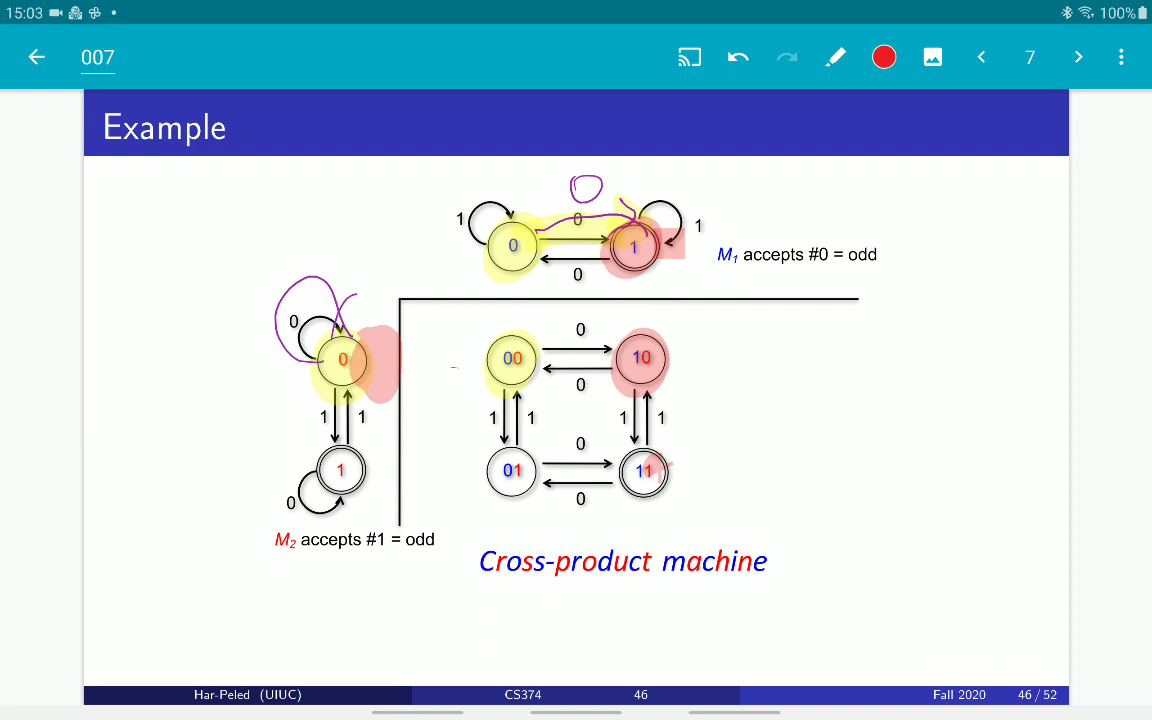 15:03 100%
007 7
Example
0
1 0 1
0 1
0
M1 accepts #0 = odd
0
0
1 1
1
0
M2 accepts #1 = odd
0
00 10
0
1 1 1 1
0
01 11
0
Cross-product machine
Har-Peled (UIUC) CS374 46 Fall 2020 46 / 52